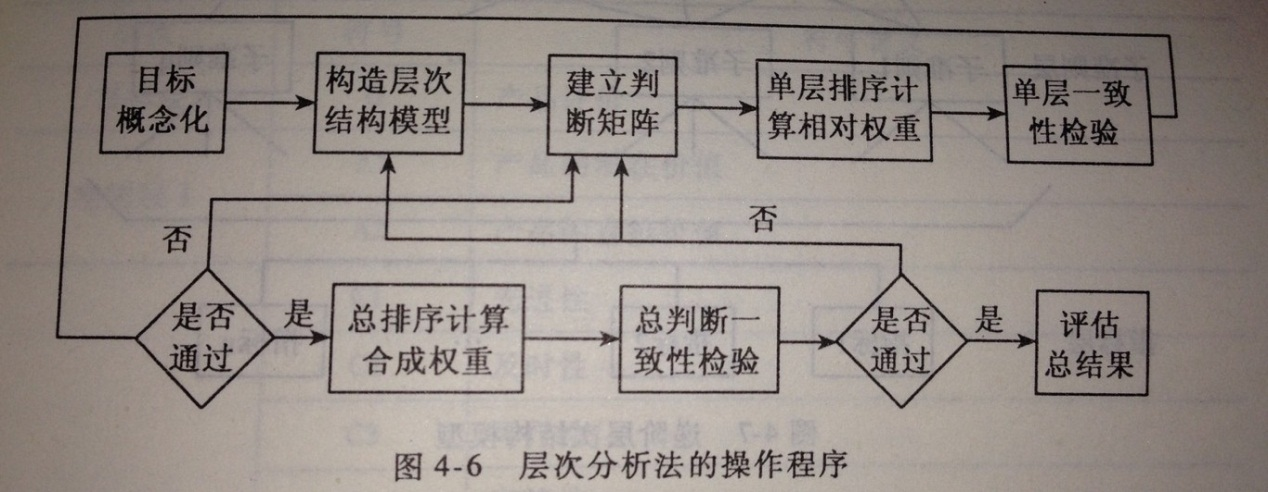 目标
概念化
构造层次
结构模型
建立判
断矩阵
单层排序计
算相对权重
单层一致
性检验
否
否
是否
通过
是
总排序计算
合成权重
总判断一
致性检验
是否
通过
是
评估
总结果
图 4-6 层次分析法的操作程序